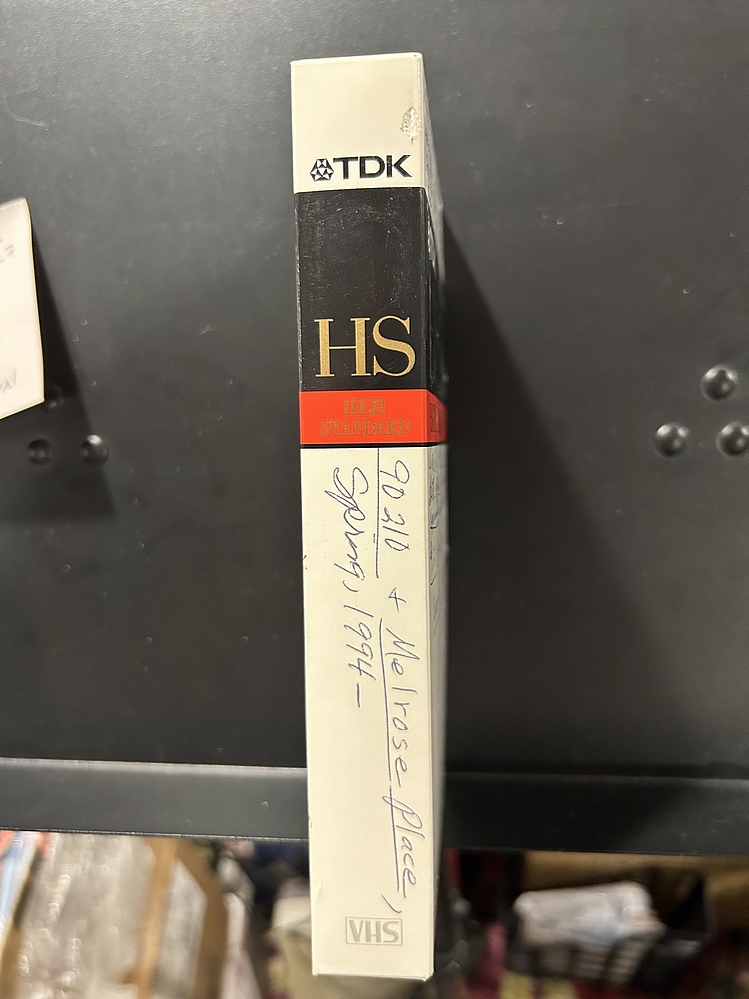 TDK
HS
HIGH
STANDARD
90210 + Melrose Place,
Spring, 1994 –
VHS